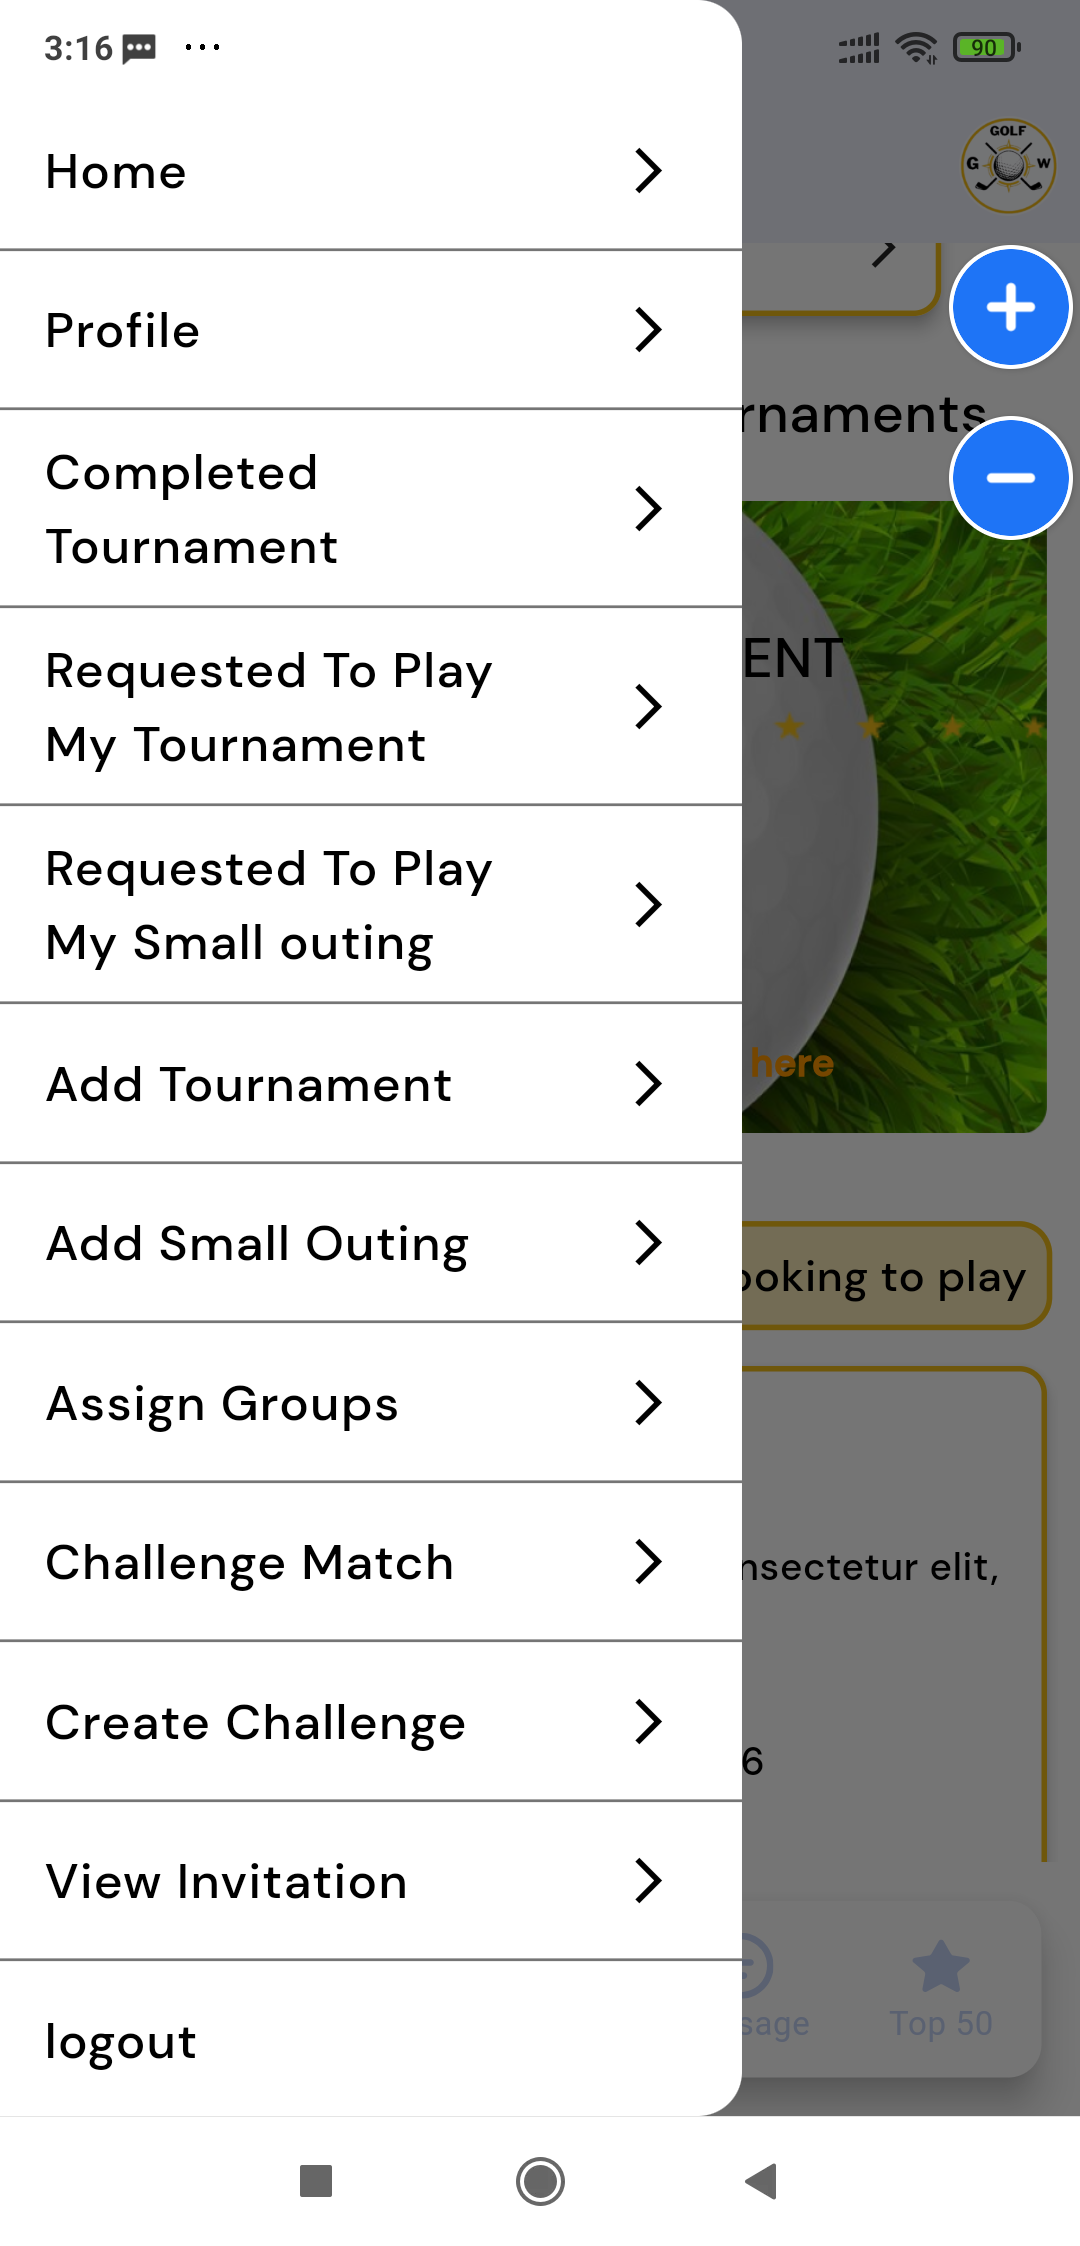 3:16
90
GOLF
G W
Home
Profile
rnaments
Completed
Tournament
Requested To Play
My Tournament
ENT
Requested To Play
My Small outing
here
Add Tournament
Add Small Outing
ooking to play
Assign Groups
Challenge Match
nsectetur elit,
Create Challenge
6
View Invitation
sage
Top 50
logout